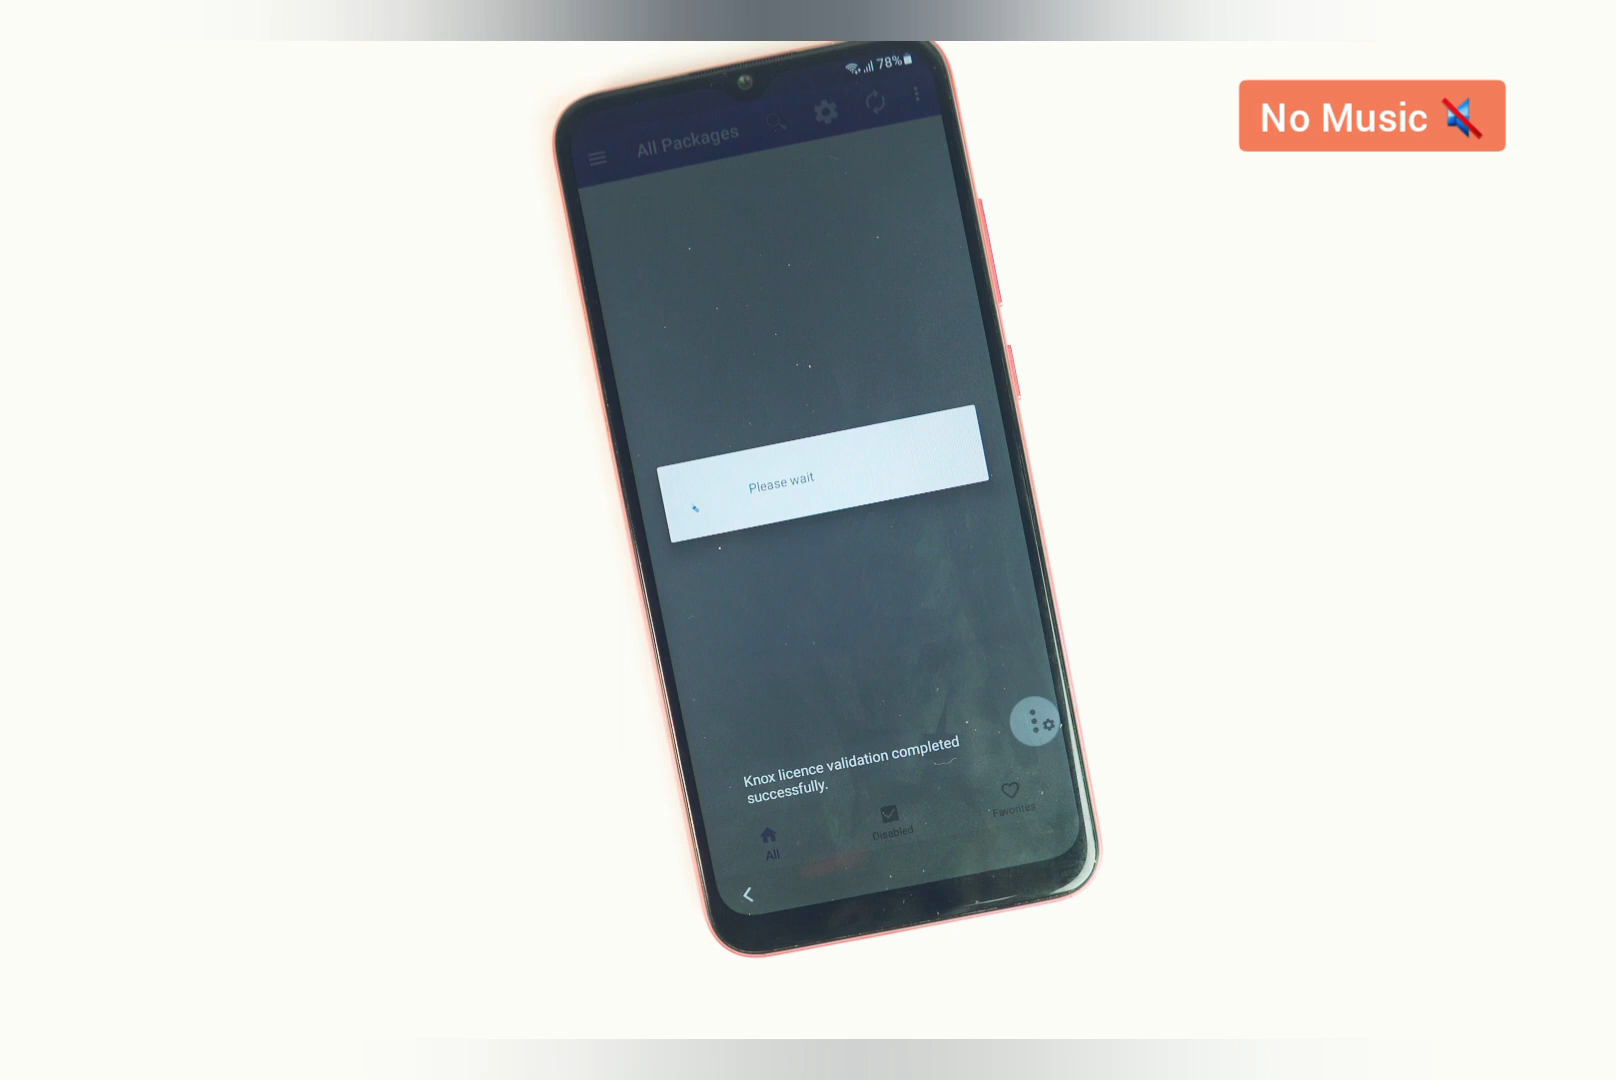 78%
No Music
All Packages
Please wait
Knox licence validation completed
successfully.
Favorites
Disabled
All